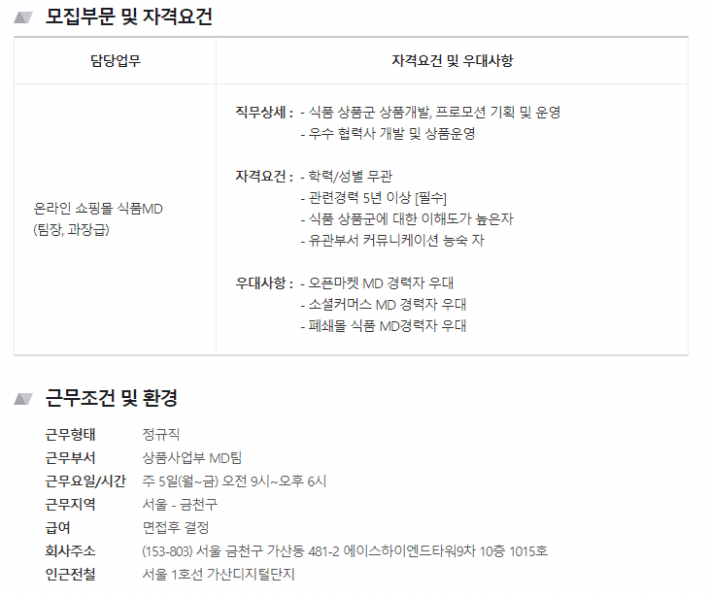 모집부문 및 자격요건
담당업무 자격요건 및 우대사항
온라인 쇼핑몰 식품MD
(팀장, 과장급)
직무상세 : - 식품 상품군 상품개발, 프로모션 기획 및 운영
- 우수 협력사 개발 및 상품운영
자격요건 : - 학력/성별 무관
- 관련경력 5년 이상 [필수]
- 식품 상품군에 대한 이해도가 높은자
- 유관부서 커뮤니케이션 능숙 자
우대사항 : - 오픈마켓 MD 경력자 우대
- 소셜커머스 MD 경력자 우대
- 폐쇄몰 식품 MD경력자 우대
근무조건 및 환경
근무형태 정규직
근무부서 상품사업부 MD팀
근무요일/시간 주 5일(월~금) 오전 9시~오후 6시
근무지역 서울 - 금천구
급여 면접후 결정
회사주소 (153-803) 서울 금천구 가산동 481-2 에이스하이엔드타워9차 10층 1015호
인근전철 서울 1호선 가산디지털단지